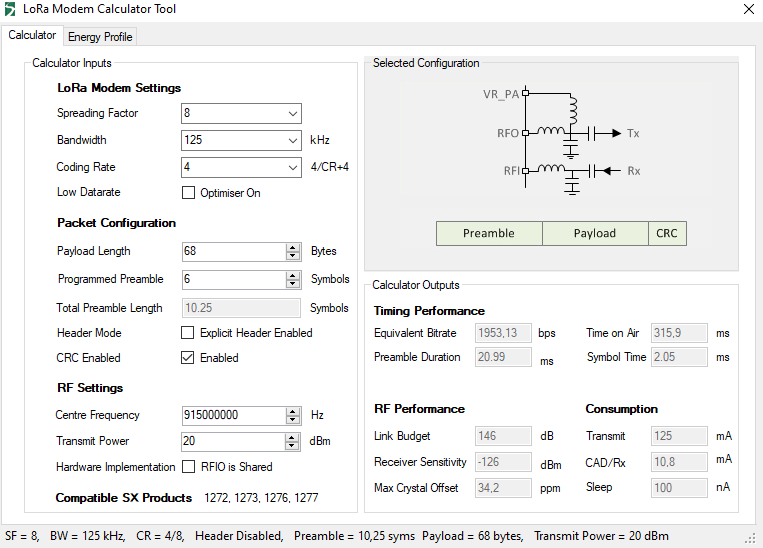 LoRa Modem Calculator Tool
Calculator Energy Profile
Calculator Inputs
LoRa Modem Settings
Spreading Factor 8
Bandwidth 125 kHz
Coding Rate 4 4/CR+4
Low Datarate Optimiser On
Packet Configuration
Payload Length 68 Bytes
Programmed Preamble 6 Symbols
Total Preamble Length 10.25 Symbols
Header Mode Explicit Header Enabled
CRC Enabled Enabled
RF Settings
Centre Frequency 915000000 Hz
Transmit Power 20 dBm
Hardware Implementation RFIO is Shared
Compatible SX Products 1272, 1273, 1276, 1277
Selected Configuration
VR_PA
RFO Tx
RFI Rx
Preamble Payload CRC
Calculator Outputs
Timing Performance
Equivalent Bitrate 1953,13 bps Time on Air 315,9 ms
Preamble Duration 20.99 ms Symbol Time 2.05 ms
RF Performance Consumption
Link Budget 146 dB Transmit 125 mA
Receiver Sensitivity -126 dBm CAD/Rx 10,8 mA
Max Crystal Offset 34,2 ppm Sleep 100 nA
SF = 8, BW = 125 kHz, CR = 4/8, Header Disabled, Preamble = 10,25 syms Payload = 68 bytes, Transmit Power = 20 dBm